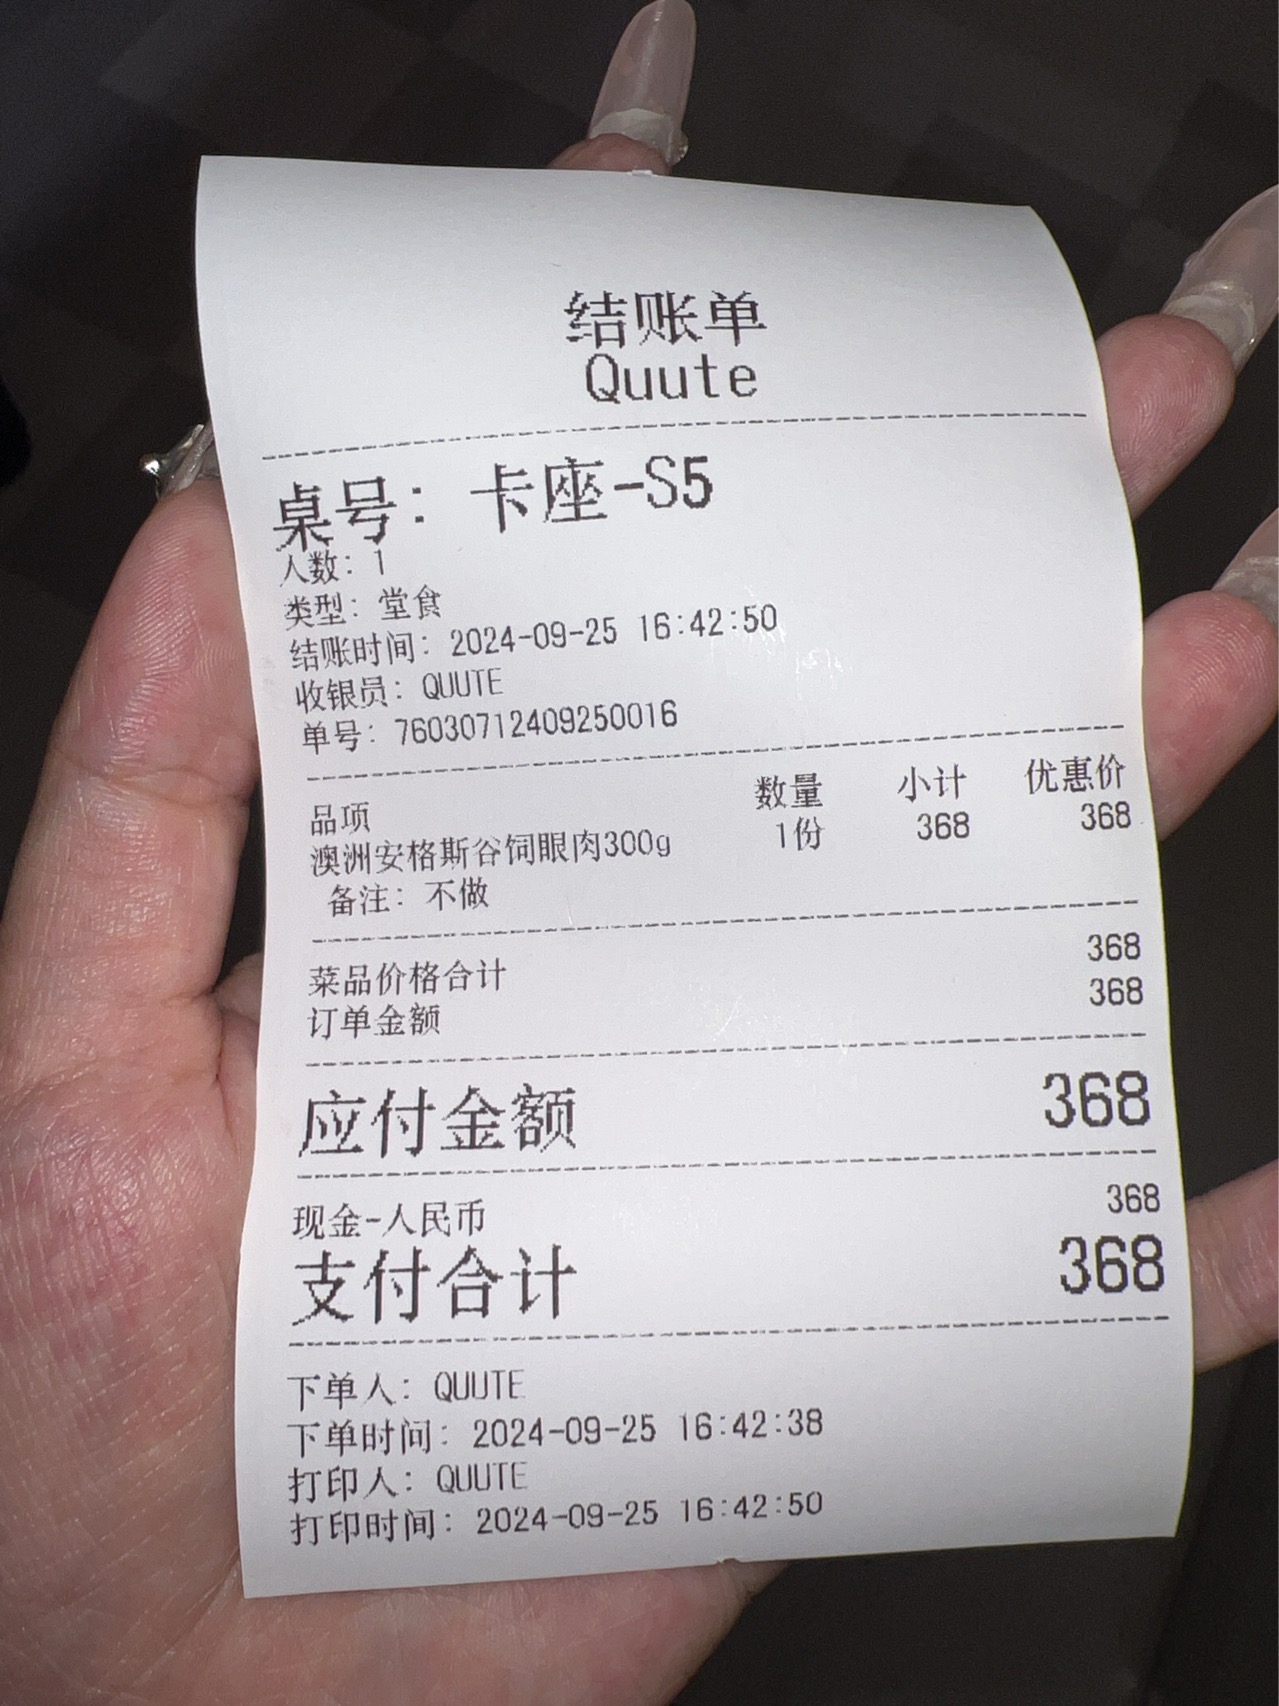 结账单
Quute
桌号: 卡座-S5
人数: 1
类型: 堂食
结账时间: 2024-09-25 16:42:50
收银员: QUUTE
单号: 76030712409250016
品项 数量 小计 优惠价
澳洲安格斯谷饲眼肉300g 1份 368 368
备注: 不做
菜品价格合计 368
订单金额 368
应付金额 368
现金-人民币 368
支付合计 368
下单人: QUUTE
下单时间: 2024-09-25 16:42:38
打印人: QUUTE
打印时间: 2024-09-25 16:42:50